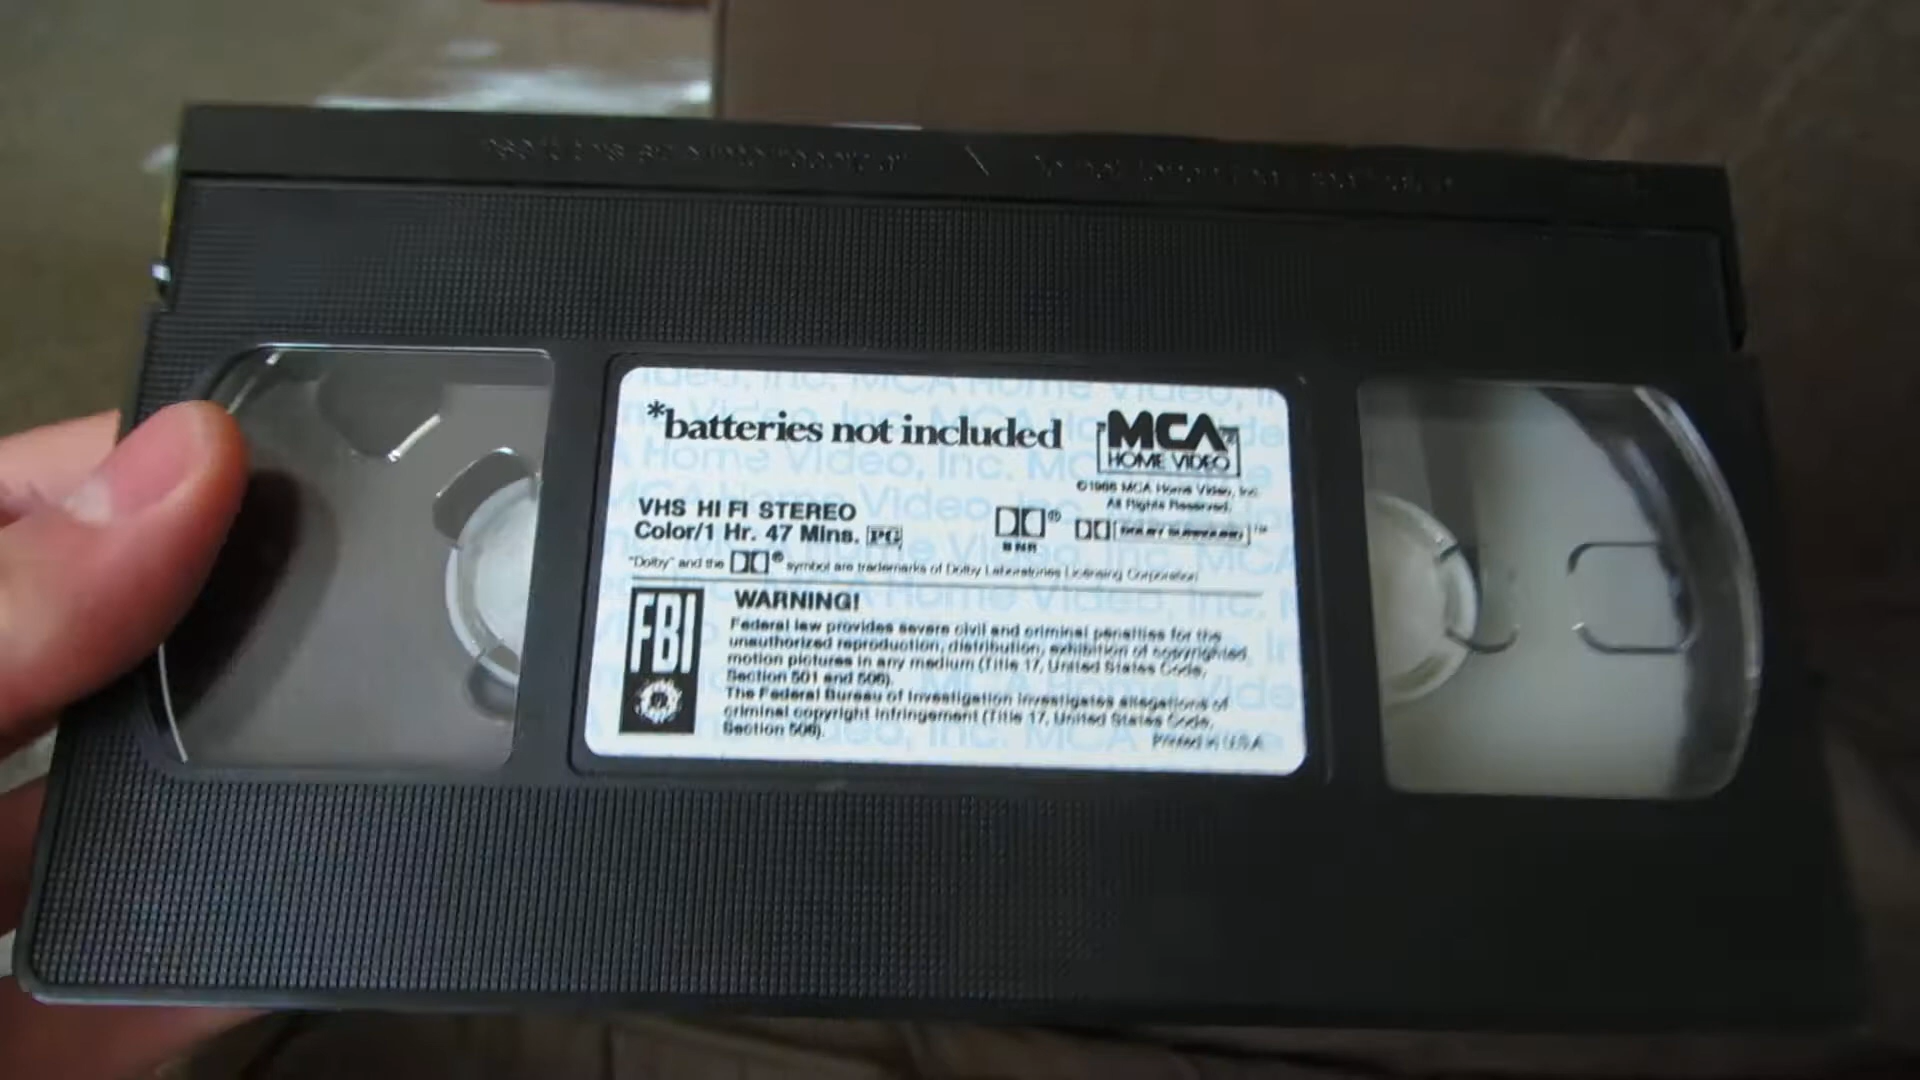 *batteries not included
MCA
HOME VIDEO
MCA Home Video, Inc.
All Rights Reserved.
VHS HI FI STEREO
Color/1 Hr. 47 Mins. PG
B NR
DOLBY SURROUND™
"Dolby" and the ® symbol are trademarks of Dolby Laboratories Licensing Corporation
FBI
WARNING!
Federal law provides severe civil and criminal penalties for the
unauthorized reproduction, distribution, exhibition of copyrighted
motion pictures in any medium (Title 17, United States Code,
Section 501 and 506).
The Federal Bureau of Investigation investigates allegations of
criminal copyright infringement (Title 17, United States Code,
Section 506).
Printed in U.S.A.